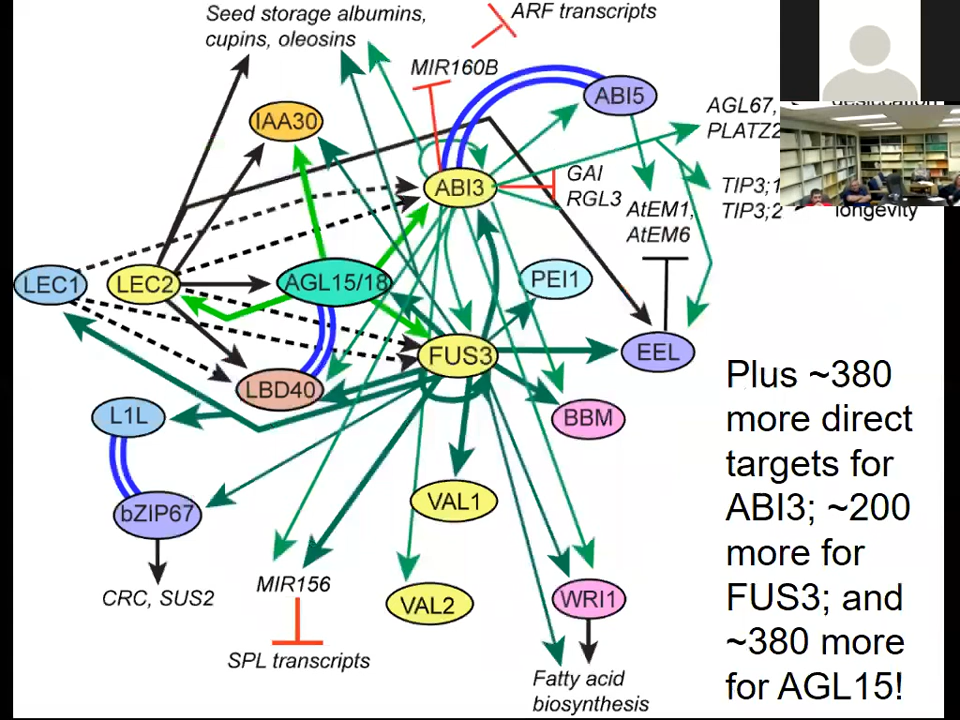 Seed storage albumins,
cupins, oleosins
ARF transcripts
MIR160B
ABI5
IAA30
AGL67,
PLATZ2
ABI3
GAI
RGL3
TIP3;1
TIP3;2
longevity
AtEM1,
AtEM6
LEC1
LEC2
AGL15/18
PEI1
FUS3
EEL
LBD40
L1L
BBM
bZIP67
VAL1
CRC, SUS2
MIR156
VAL2
WRI1
SPL transcripts
Fatty acid
biosynthesis
Plus ~380
more direct
targets for
ABI3; ~200
more for
FUS3; and
~380 more
for AGL15!